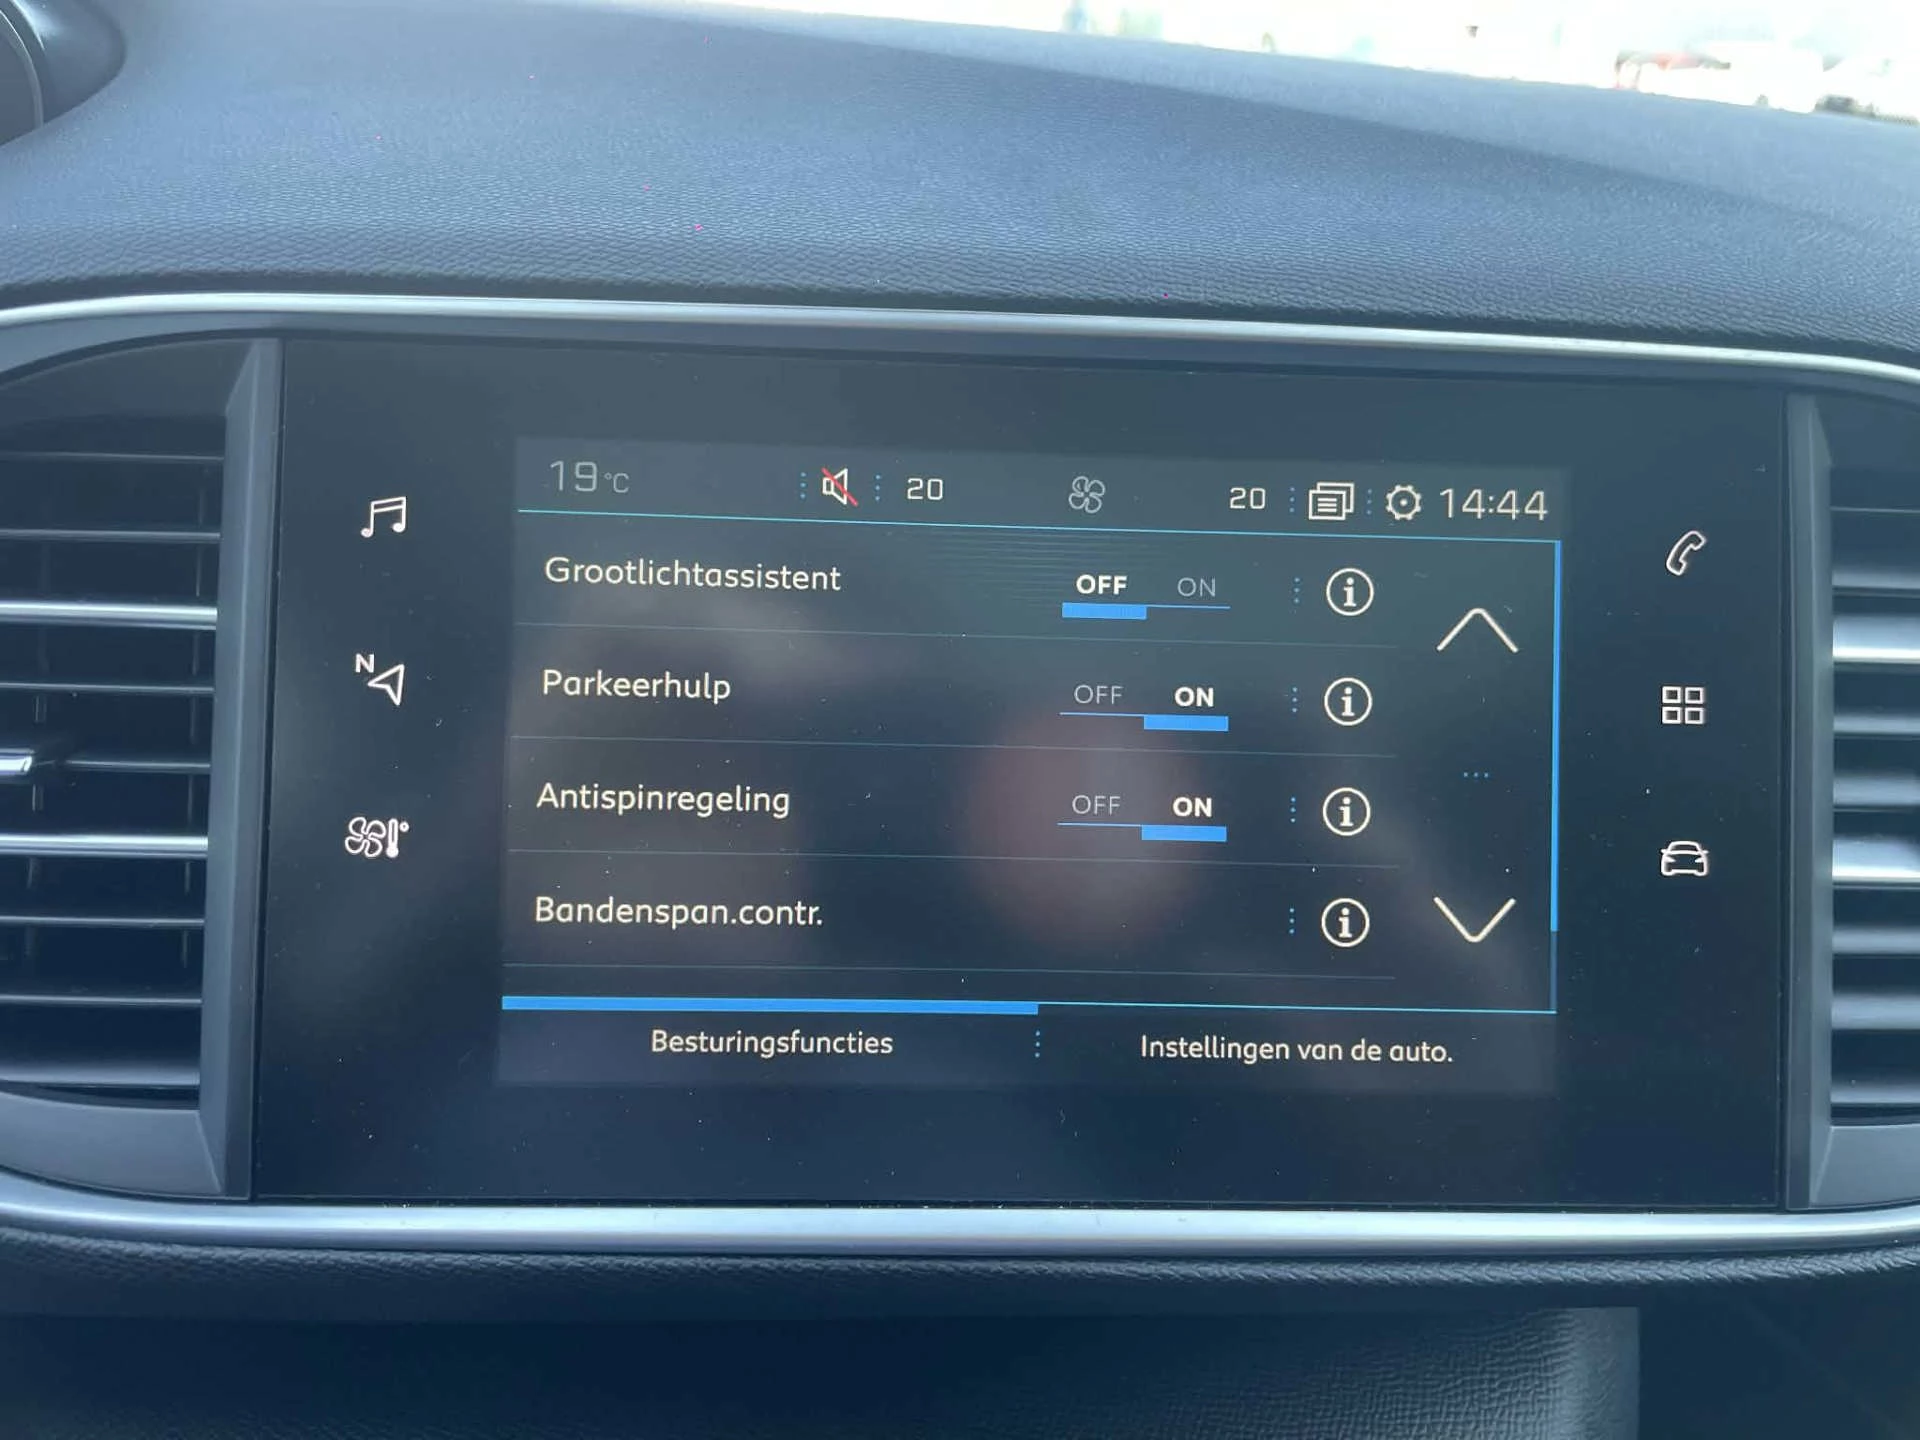 19°C 20 20 14:44
Grootlichtassistent OFF ON
N
Parkeerhulp OFF ON
Antispinregeling OFF ON
Bandenspan.contr.
Besturingsfuncties Instellingen van de auto.